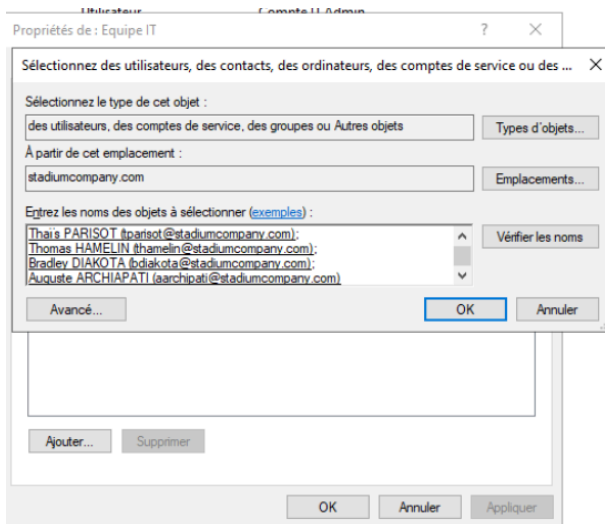 Utilisateur Compte IT Admin
Propriétés de : Equipe IT ? ×
Sélectionnez des utilisateurs, des contacts, des ordinateurs, des comptes de service ou des ... ×
Sélectionnez le type de cet objet :
des utilisateurs, des comptes de service, des groupes ou Autres objets Types d'objets...
À partir de cet emplacement :
stadiumcompany.com Emplacements...
Entrez les noms des objets à sélectionner (exemples) :
Thaïs PARISOT (tparisot@stadiumcompany.com); Vérifier les noms
Thomas HAMELIN (thamelin@stadiumcompany.com);
Bradley DIAKOTA (bdiakota@stadiumcompany.com);
Auguste ARCHIAPATI (aarchipati@stadiumcompany.com)
Avancé... OK Annuler
Ajouter... Supprimer
OK Annuler Appliquer